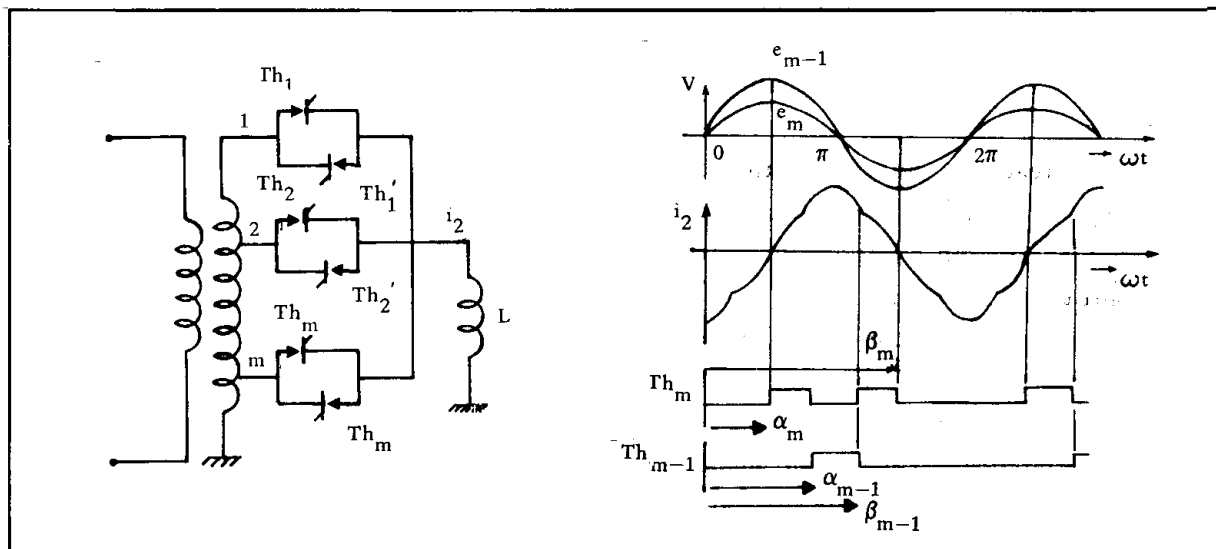 Th₁
1
Th₂
Th₁'
2
Th₂'
Thₘ
m
Thₘ
i₂
L
V
eₘ₋₁
eₘ
0
π
2π
ωt
i₂
ωt
βₘ
Thₘ
αₘ
Thₘ₋₁
αₘ₋₁
βₘ₋₁